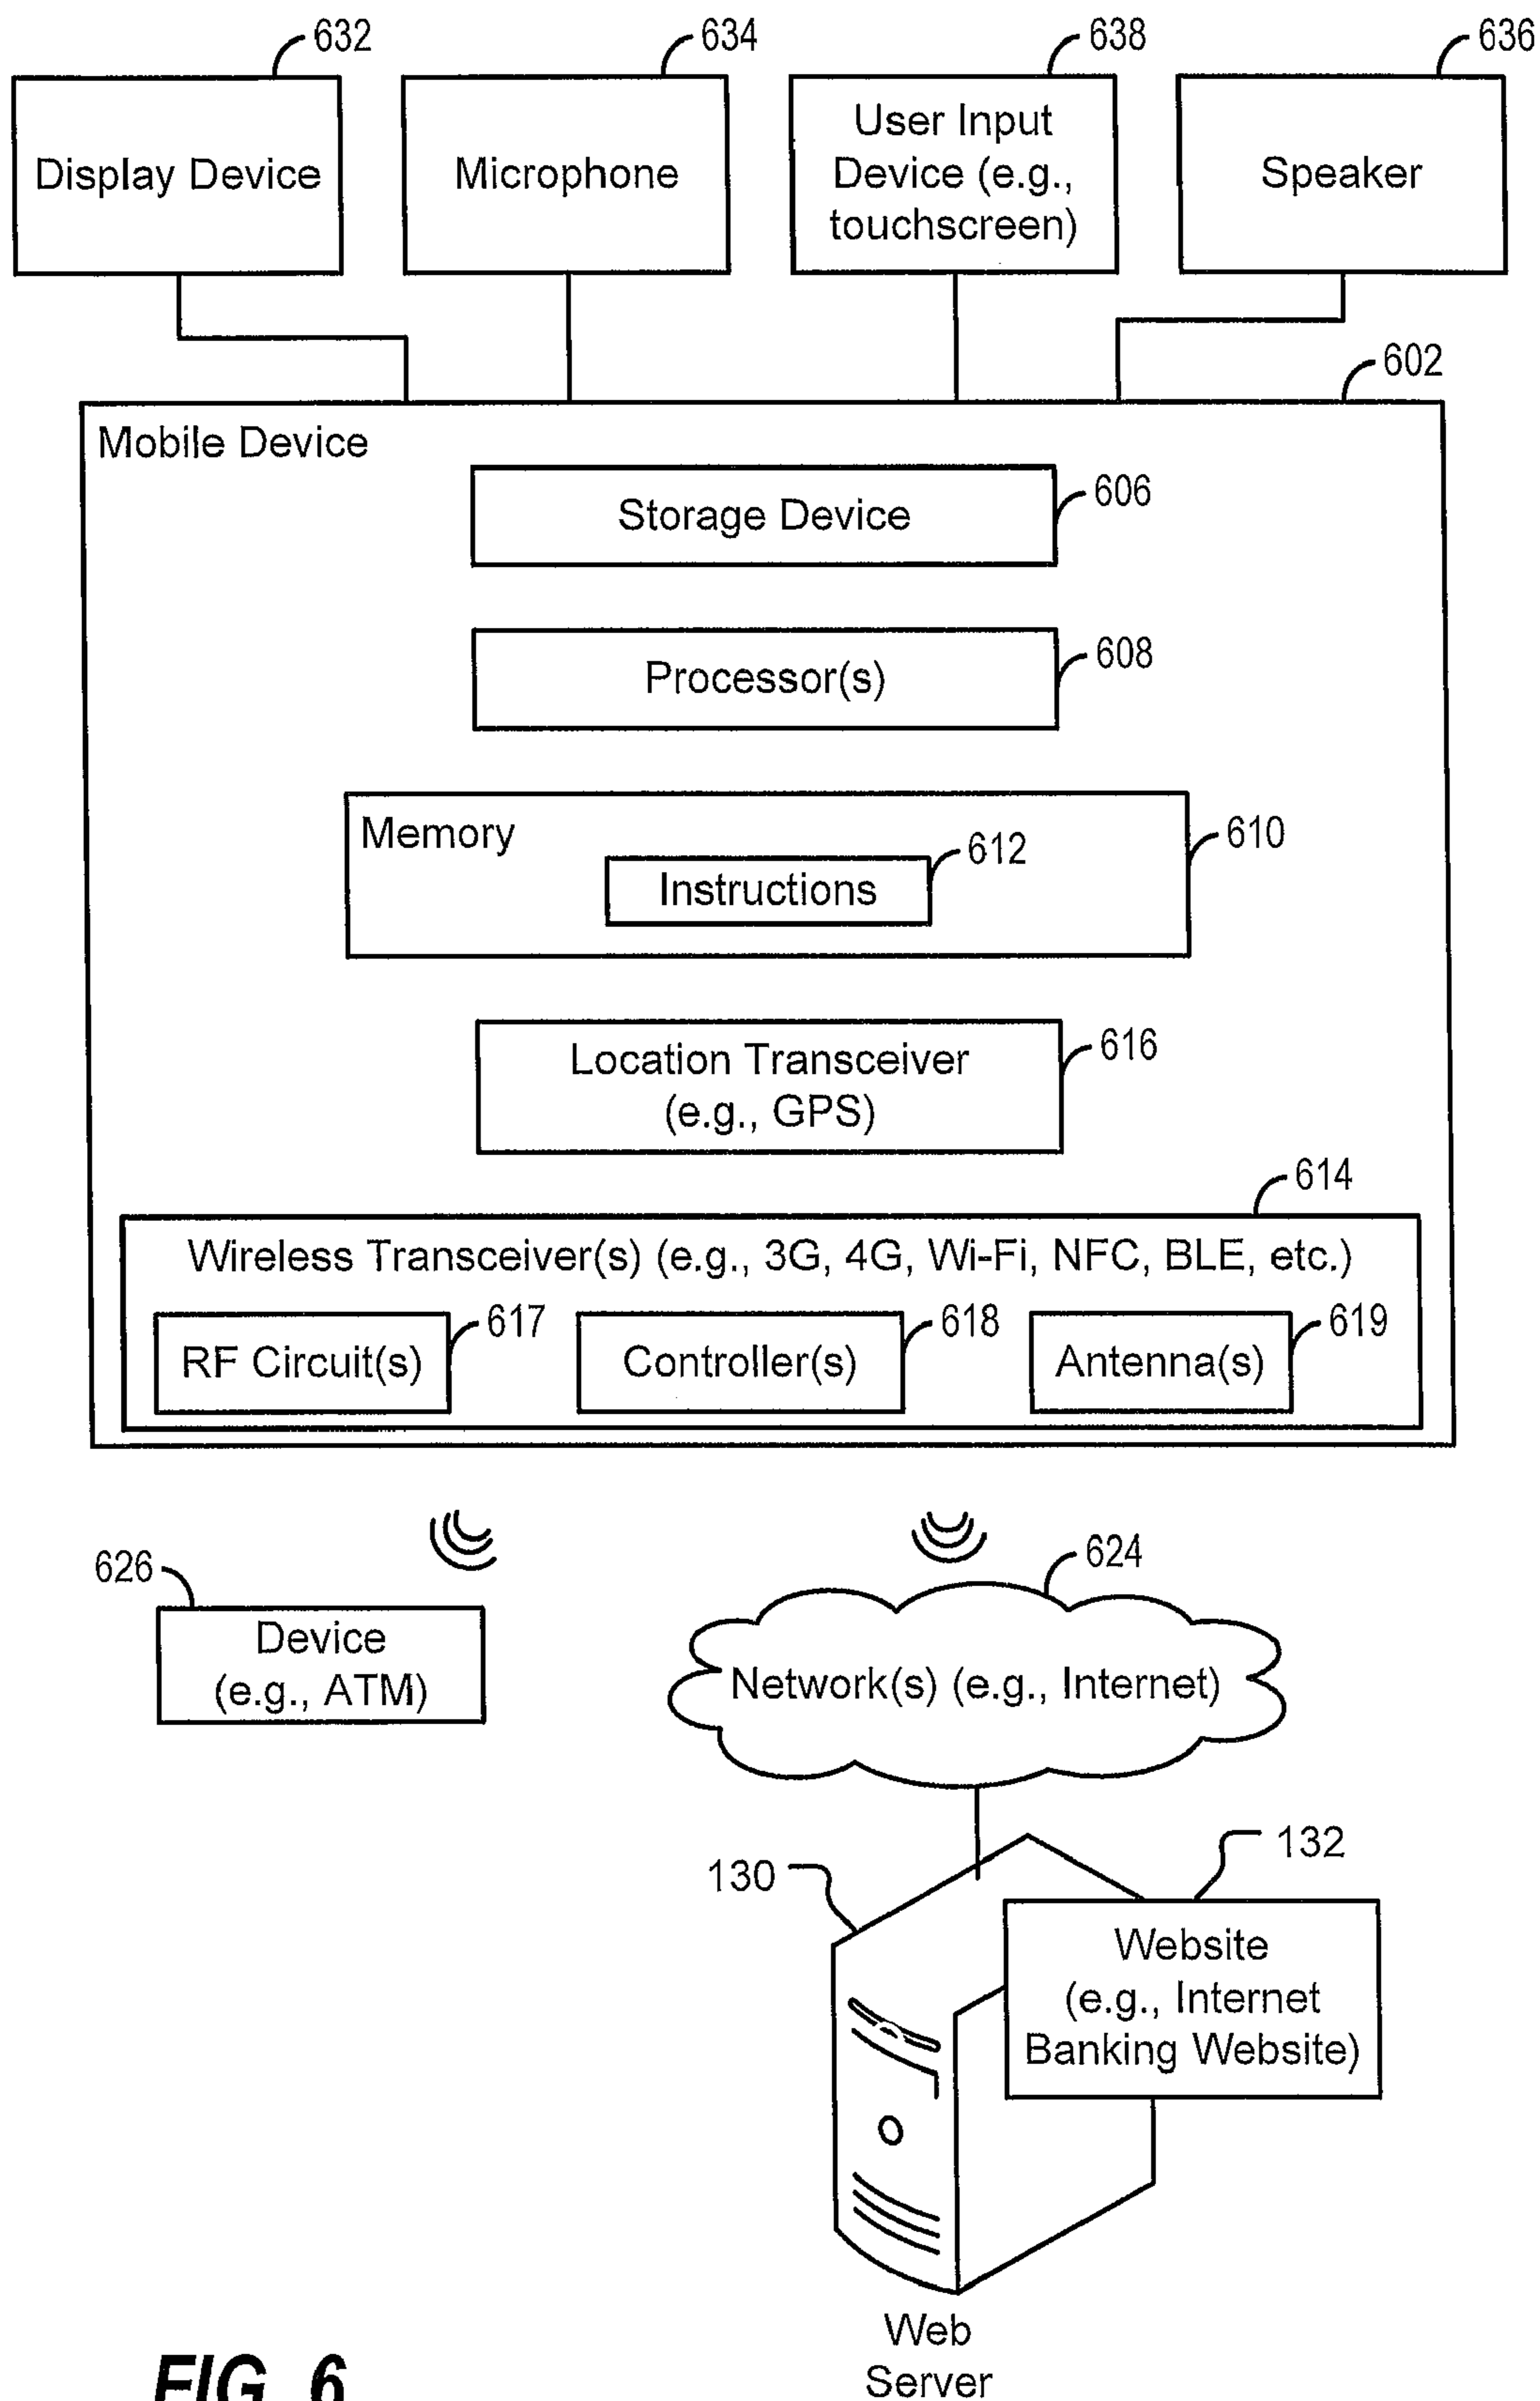 632
634
638
636
Display Device
Microphone
User Input
Device (e.g.,
touchscreen)
Speaker
602
Mobile Device
Storage Device
606
Processor(s)
608
Memory
610
612
Instructions
Location Transceiver
(e.g., GPS)
616
614
Wireless Transceiver(s) (e.g., 3G, 4G, Wi-Fi, NFC, BLE, etc.)
617
618
619
RF Circuit(s)
Controller(s)
Antenna(s)
626
624
Device
(e.g., ATM)
Network(s) (e.g., Internet)
130
132
Website
(e.g., Internet
Banking Website)
Web
Server
FIG. 6